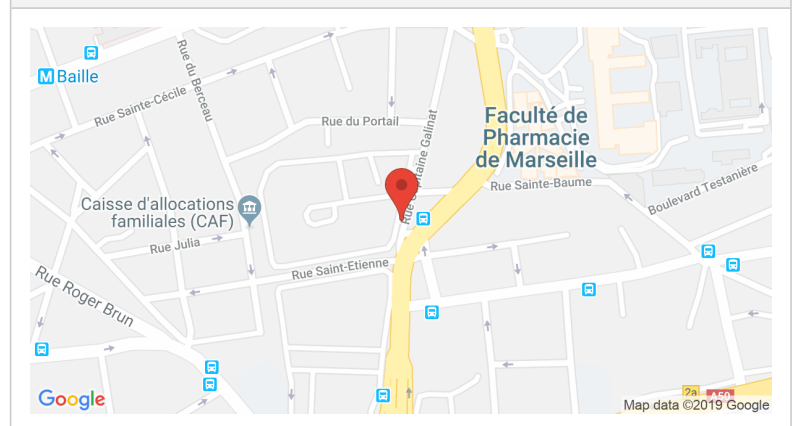 M Baille
Rue du Berceau
Rue Sainte-Cécile
Rue du Portail
Rue Capitaine Galinat
Faculté de
Pharmacie
de Marseille
Rue Sainte-Baume
Boulevard Testanière
Caisse d'allocations
familiales (CAF)
Rue Julia
Rue Saint-Etienne
Rue Roger Brun
2a
A50
Google
Map data ©2019 Google